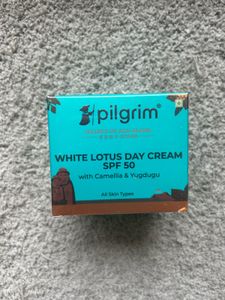 pilgrim®
WHITE LOTUS DAY CREAM
SPF 50
with Camellia & Yugdugu
All Skin Types